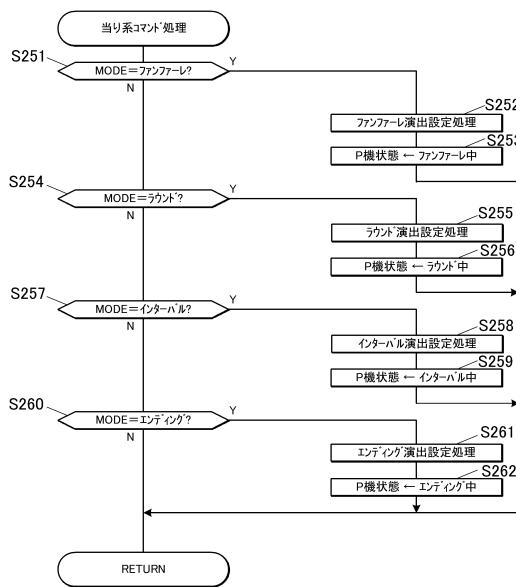 当り系コマンド処理
S251
MODE=ファンファーレ?
Y
N
S252
ファンファーレ演出設定処理
S253
P機状態 ← ファンファーレ中
S254
MODE=ラウンド?
Y
N
S255
ラウンド演出設定処理
S256
P機状態 ← ラウンド中
S257
MODE=インターバル?
Y
N
S258
インターバル演出設定処理
S259
P機状態 ← インターバル中
S260
MODE=エンディング?
Y
N
S261
エンディング演出設定処理
S262
P機状態 ← エンディング中
RETURN